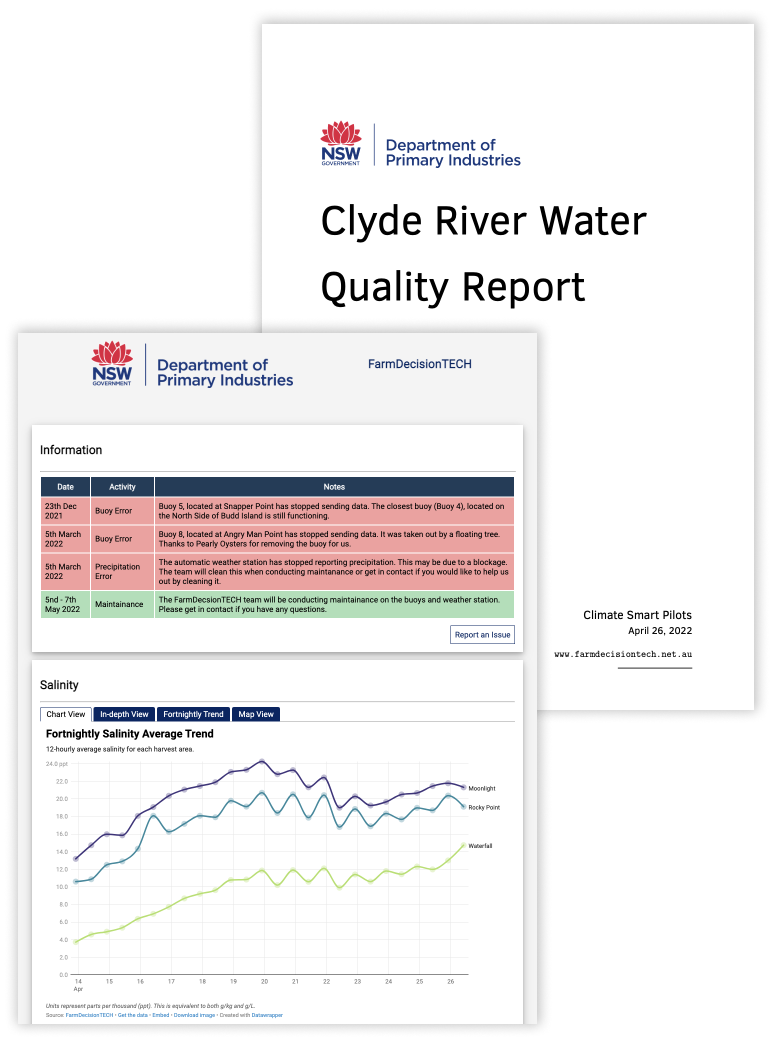 NSW
GOVERNMENT
Department of
Primary Industries
Clyde River Water
Quality Report
Climate Smart Pilots
April 26, 2022
www.farmdecisiontech.net.au
NSW
GOVERNMENT
Department of
Primary Industries
FarmDecisionTECH
Information
Date Activity Notes
23th Dec
2021
Buoy Error
Buoy 5, located at Snapper Point has stopped sending data. The closest buoy (Buoy 4), located on
the North Side of Budd Island is still functioning.
5th March
2022
Buoy Error
Buoy 8, located at Angry Man Point has stopped sending data. It was taken out by a floating tree.
Thanks to Pearly Oysters for removing the buoy for us.
5th March
2022
Precipitation
Error
The automatic weather station has stopped reporting precipitation. This may be due to a blockage.
The team will clean this when conducting maintanance or get in contact if you would like to help us
out by cleaning it.
5nd - 7th
May 2022
Maintainance
The FarmDecsionTECH team will be conducting maintainance on the buoys and weather station.
Please get in contact if you have any questions.
Report an Issue
Salinity
Chart View In-depth View Fortnightly Trend Map View
Fortnightly Salinity Average Trend
12-hourly average salinity for each harvest area.
24.0 ppt
22.0
20.0
18.0
16.0
14.0
12.0
10.0
8.0
6.0
4.0
2.0
0.0
Moonlight
Rocky Point
Waterfall
14 15 16 17 18 19 20 21 22 23 24 25 26
Apr
Units represent parts per thousand (ppt). This is equivalent to both g/kg and g/L.
Source: FarmDecisionTECH • Get the data • Embed • Download image • Created with Datawrapper